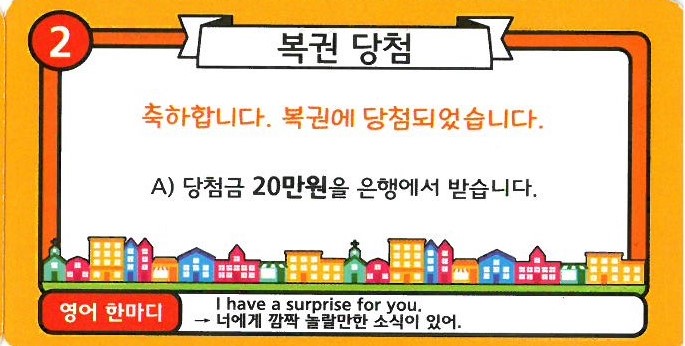 2
복권 당첨
축하합니다. 복권에 당첨되었습니다.
A) 당첨금 20만원을 은행에서 받습니다.
영어 한마디
I have a surprise for you.
→ 너에게 깜짝 놀랄만한 소식이 있어.